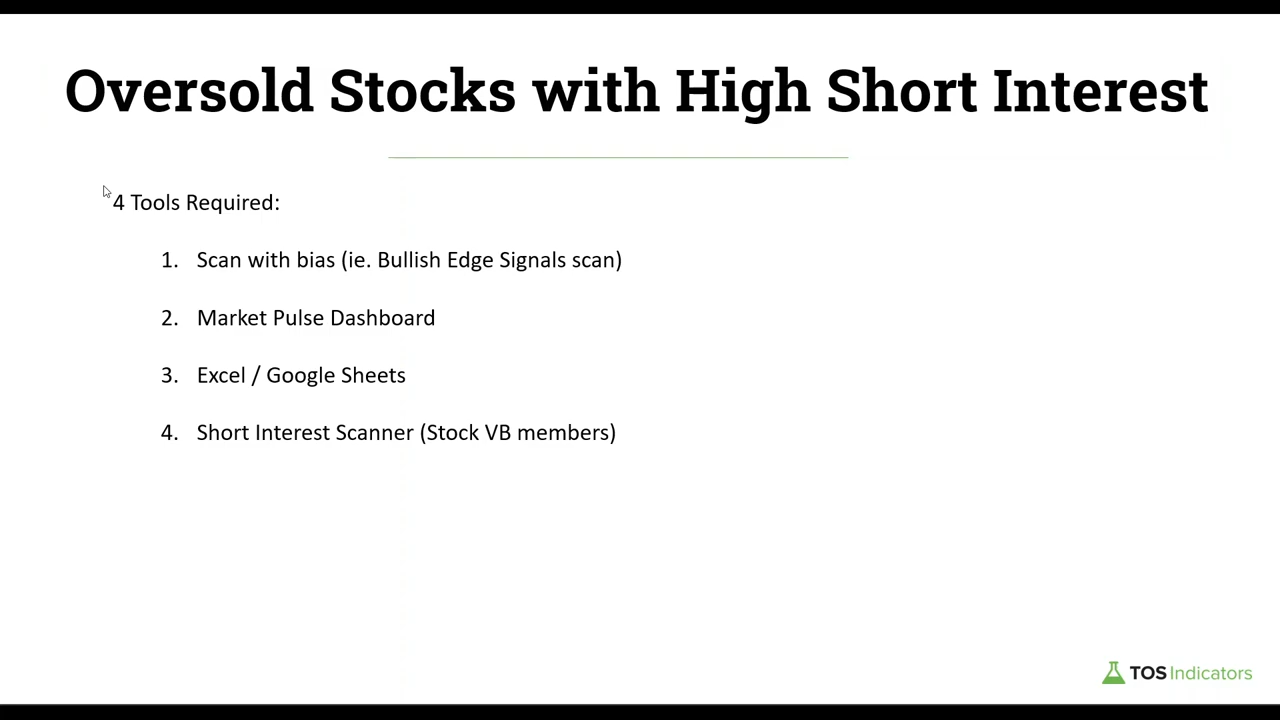 Oversold Stocks with High Short Interest
4 Tools Required:
1. Scan with bias (ie. Bullish Edge Signals scan)
2. Market Pulse Dashboard
3. Excel / Google Sheets
4. Short Interest Scanner (Stock VB members)
TOS Indicators